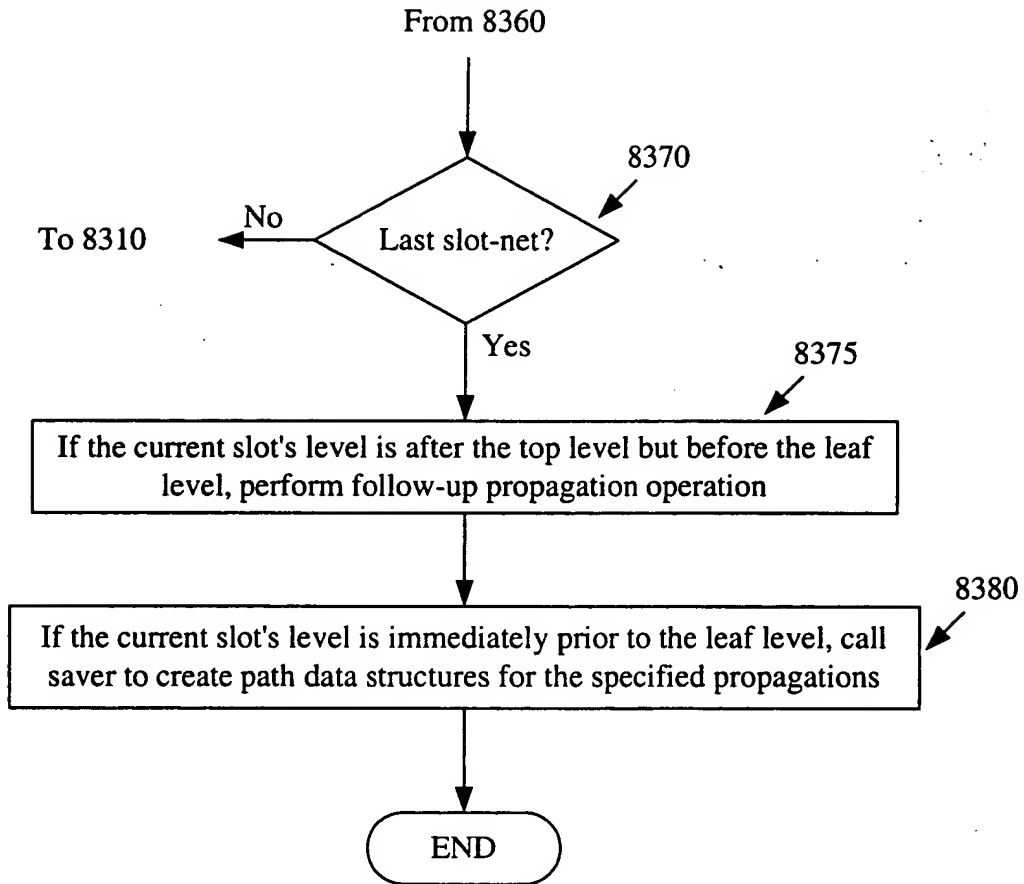 From 8360
8370
No
To 8310
Last slot-net?
Yes
8375
If the current slot's level is after the top level but before the leaf
level, perform follow-up propagation operation
8380
If the current slot's level is immediately prior to the leaf level, call
saver to create path data structures for the specified propagations
END